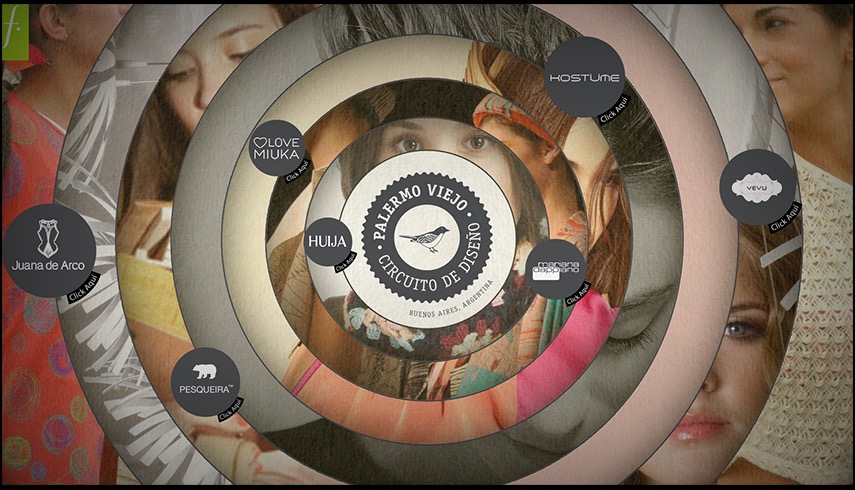 f.
KOSTUME
Click Aquí
LOVE
MIUKA
Click Aquí
VEVU
Click Aquí
PALERMO VIEJO
CIRCUITO DE DISEÑO
BUENOS AIRES, ARGENTINA
HUIJA
Click Aquí
mariana
dappiano
Click Aquí
Juana de Arco
Click Aquí
PESQUEIRA™
Click Aquí